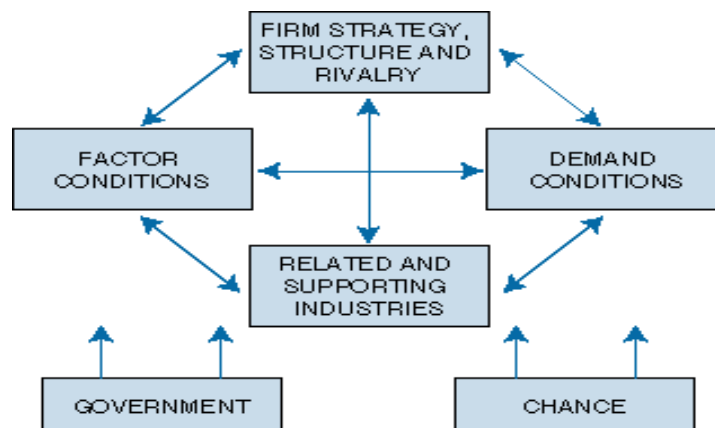 FIRM STRATEGY,
STRUCTURE AND
RIVALRY
FACTOR
CONDITIONS
DEMAND
CONDITIONS
RELATED AND
SUPPORTING
INDUSTRIES
GOVERNMENT
CHANCE